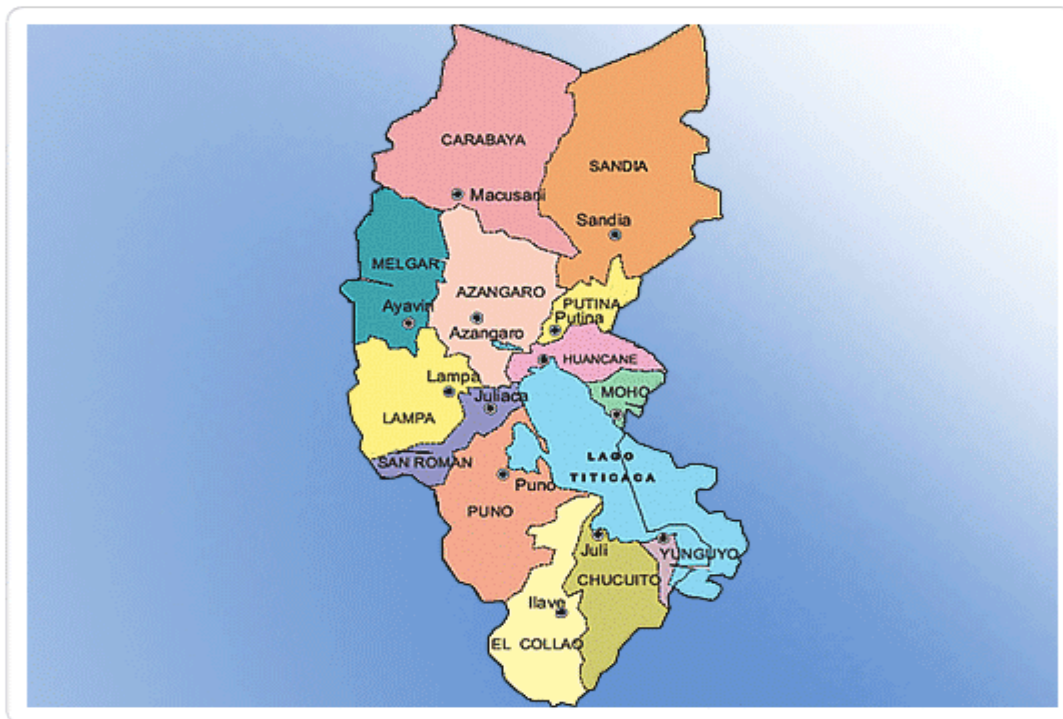 CARABAYA
SANDIA
Macusani
Sandia
MELGAR
AZANGARO
PUTINA
Ayaviri
Azangaro
Putina
HUANCANE
Lampa
Juliaca
MOHO
LAMPA
LAGO
TITICACA
SAN ROMAN
Puno
PUNO
Juli
YUNGUYO
CHUCUITO
Ilave
EL COLLAO